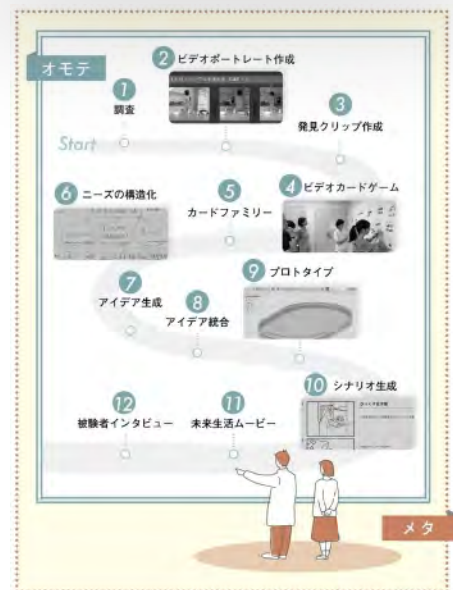 オモテ
Start
1
調査
2 ビデオポートレート作成
3
発見クリップ作成
4 ビデオカードゲーム
5
カードファミリー
6 ニーズの構造化
7
アイデア生成
8
アイデア統合
9 プロトタイプ
10 シナリオ生成
11
未来生活ムービー
12
被験者インタビュー
メタ